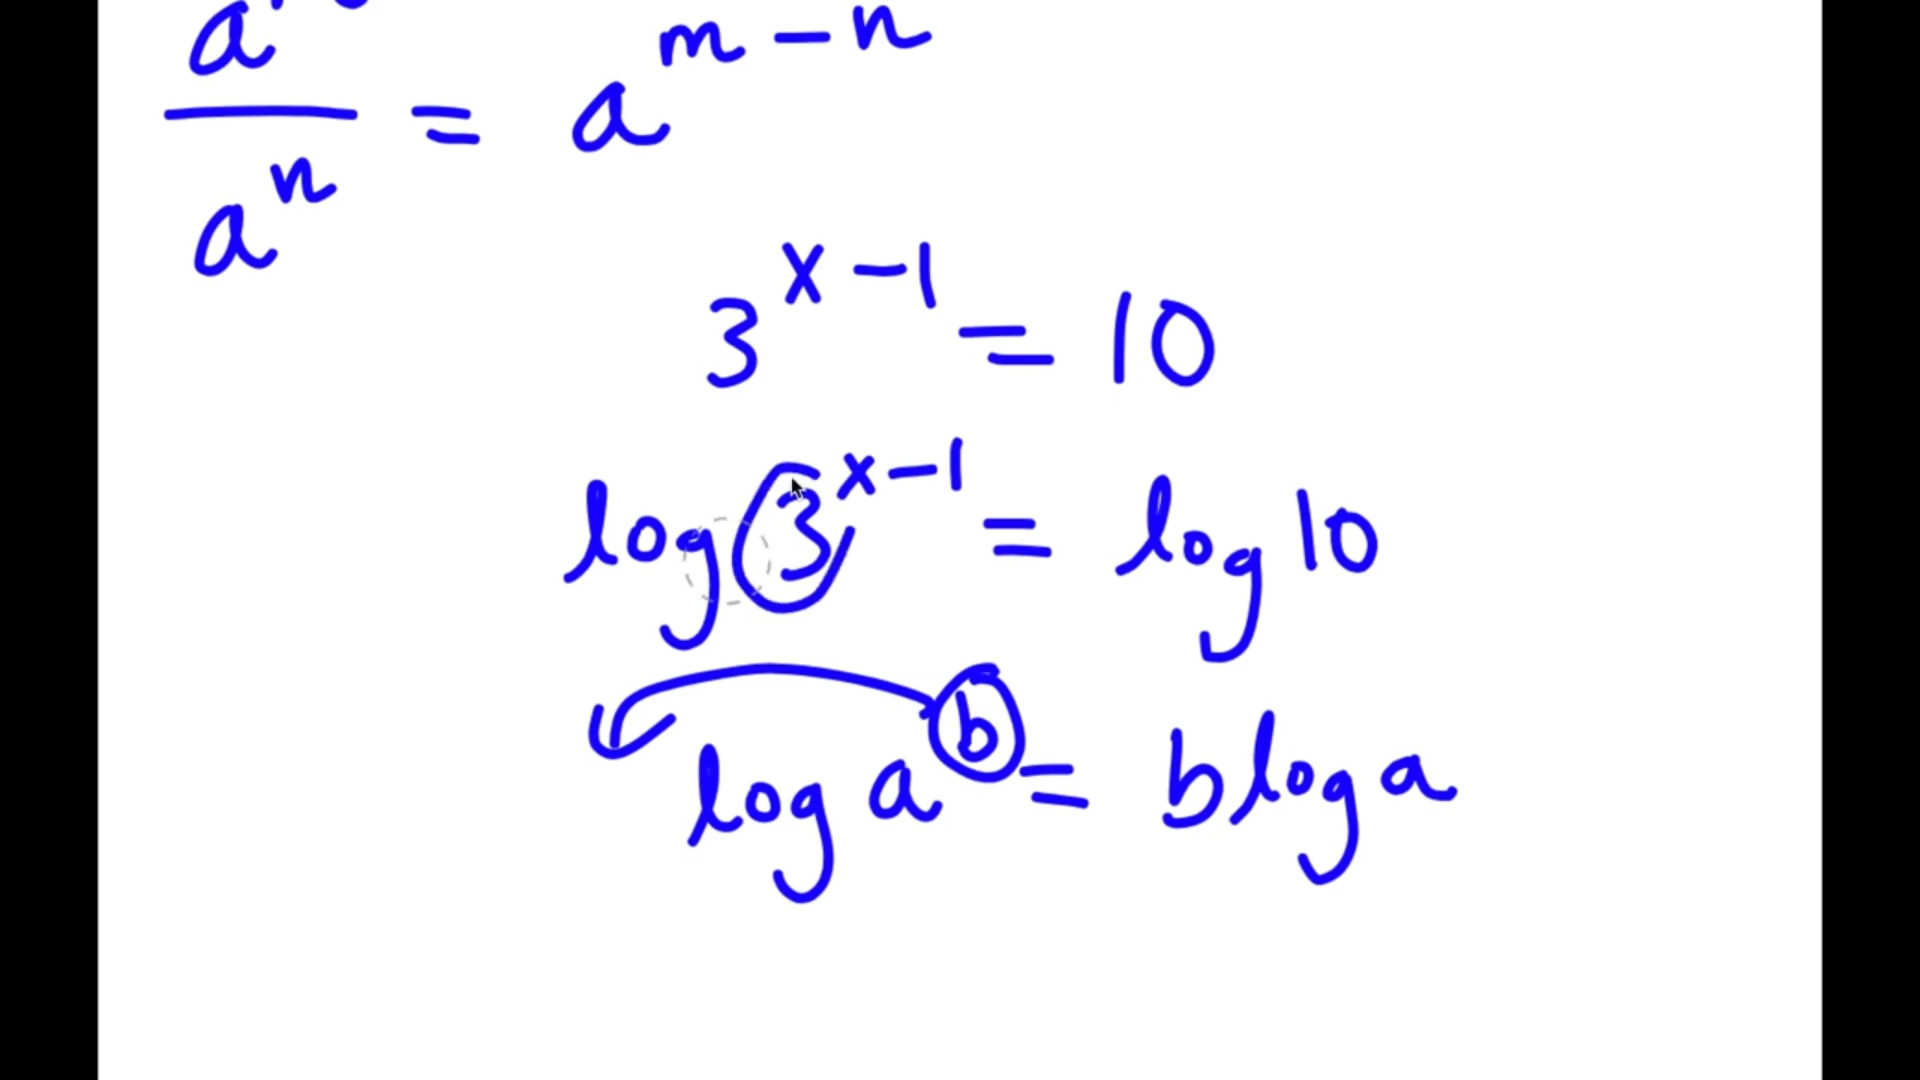 a^m/a^n = a^(m-n)
3^(x-1) = 10
log 3^(x-1) = log 10
log a^b = b log a